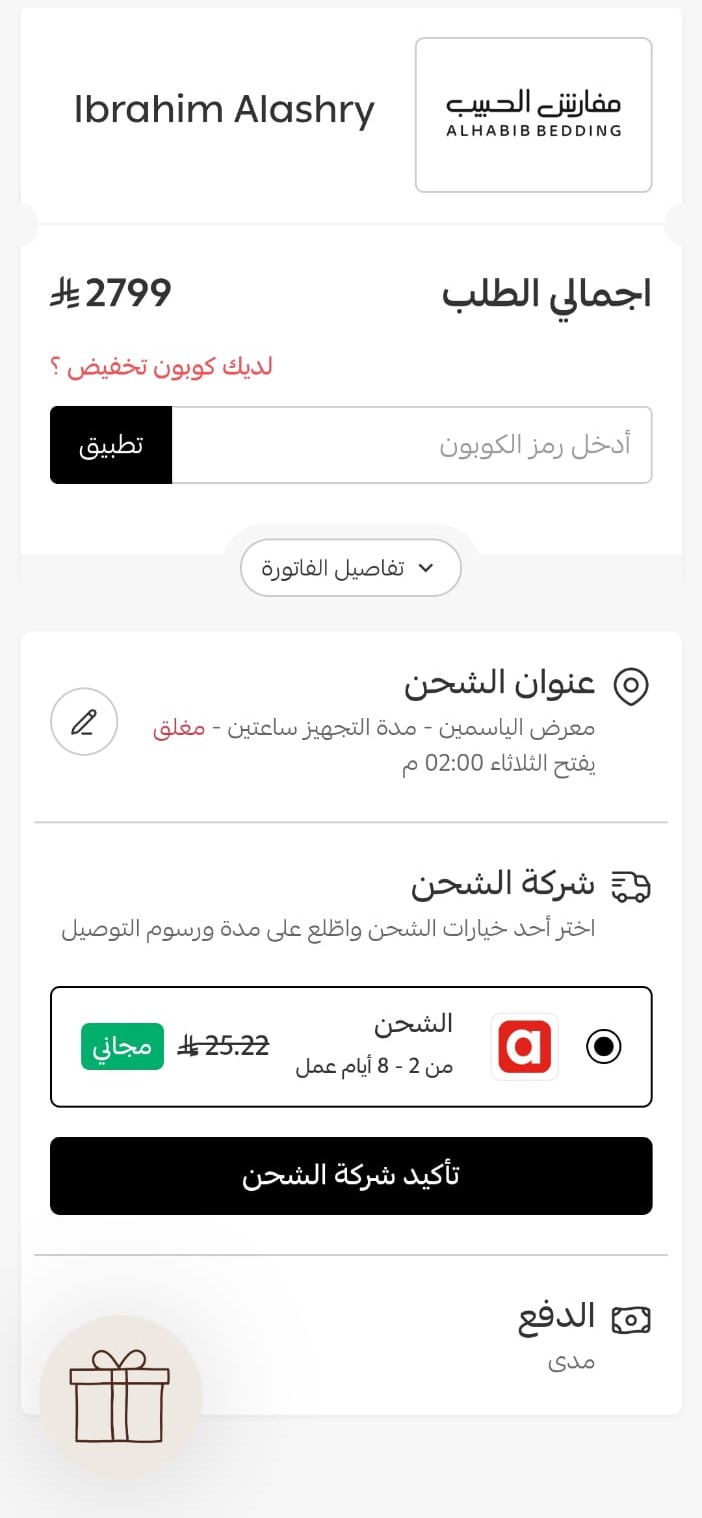 Ibrahim Alashry
مفارش الحبيب
ALHABIB BEDDING
اجمالي الطلب
2799
لديك كوبون تخفيض ؟
أدخل رمز الكوبون
تطبيق
تفاصيل الفاتورة
عنوان الشحن
معرض الياسمين - مدة التجهيز ساعتين - مغلق
يفتح الثلاثاء 02:00 م
شركة الشحن
اختر أحد خيارات الشحن واطّلع على مدة ورسوم التوصيل
الشحن
من 2 - 8 أيام عمل
25.22
مجاني
تأكيد شركة الشحن
الدفع
مدى